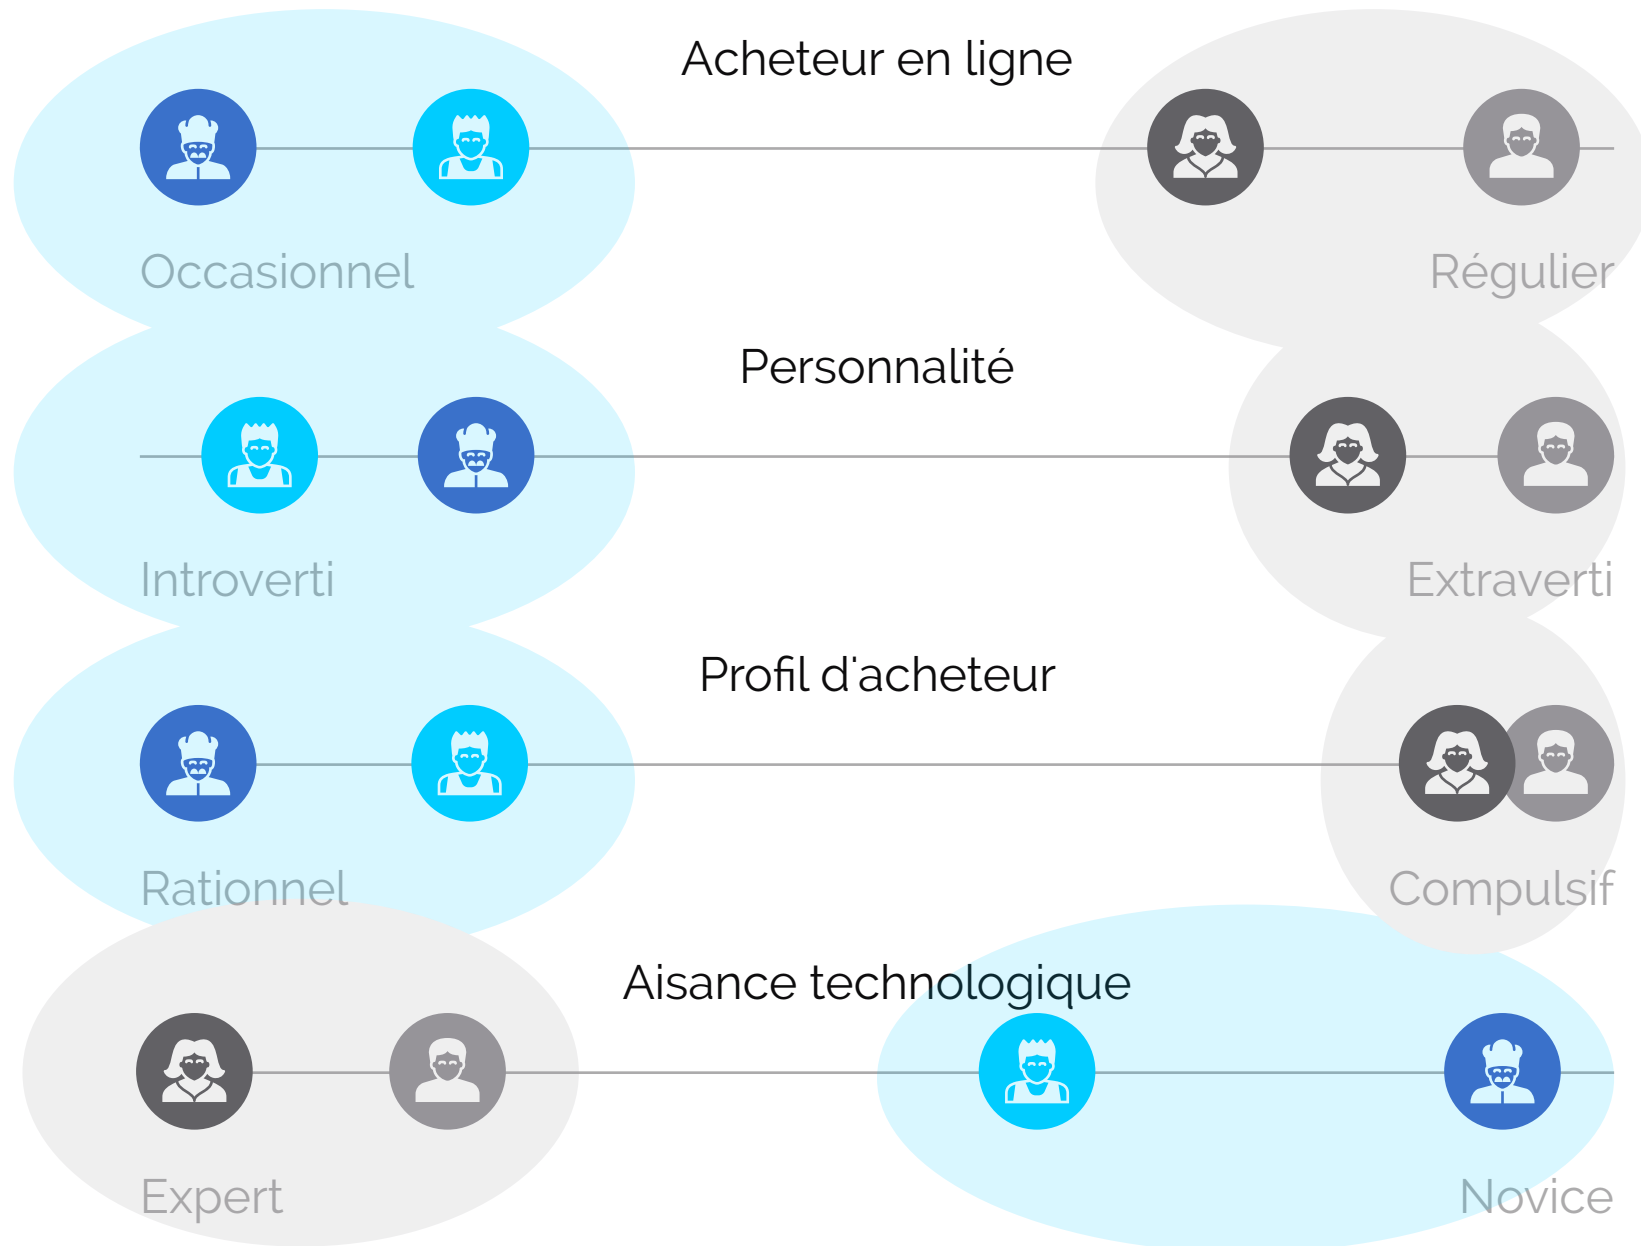 Acheteur en ligne
Occasionnel
Régulier
Personnalité
Introverti
Extraverti
Profil d'acheteur
Rationnel
Compulsif
Aisance technologique
Expert
Novice